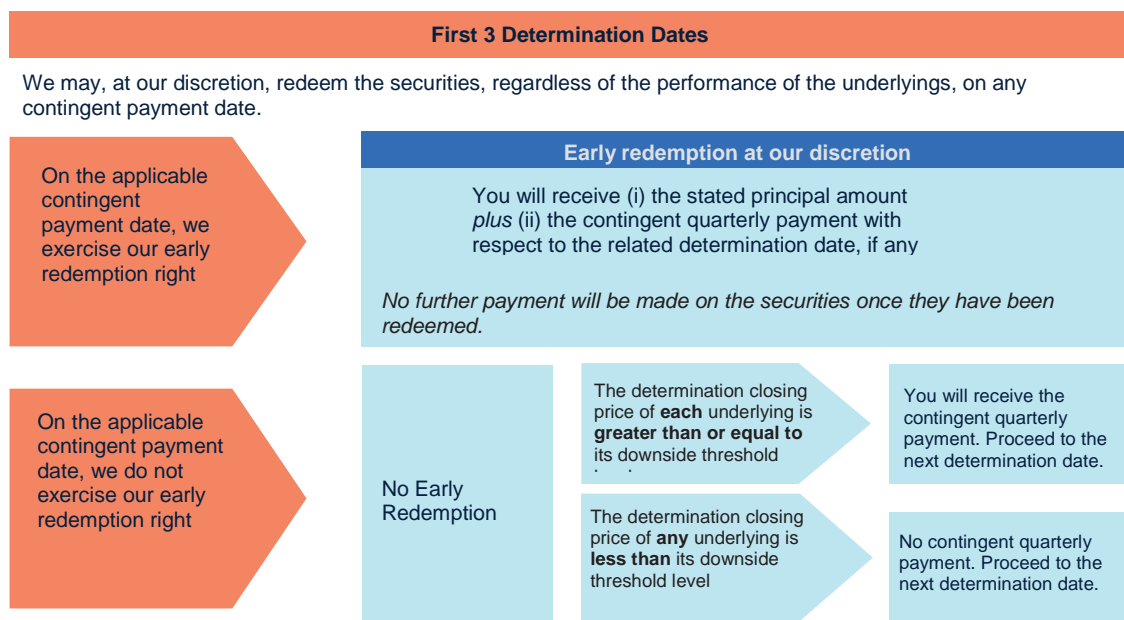 First 3 Determination Dates
We may, at our discretion, redeem the securities, regardless of the performance of the underlyings, on any
contingent payment date.
On the applicable
contingent
payment date, we
exercise our early
redemption right
Early redemption at our discretion
You will receive (i) the stated principal amount
plus (ii) the contingent quarterly payment with
respect to the related determination date, if any
No further payment will be made on the securities once they have been
redeemed.
On the applicable
contingent payment
date, we do not
exercise our early
redemption right
No Early
Redemption
The determination closing
price of each underlying is
greater than or equal to
its downside threshold
You will receive the
contingent quarterly
payment. Proceed to the
next determination date.
The determination closing
price of any underlying is
less than its downside
threshold level
No contingent quarterly
payment. Proceed to the
next determination date.